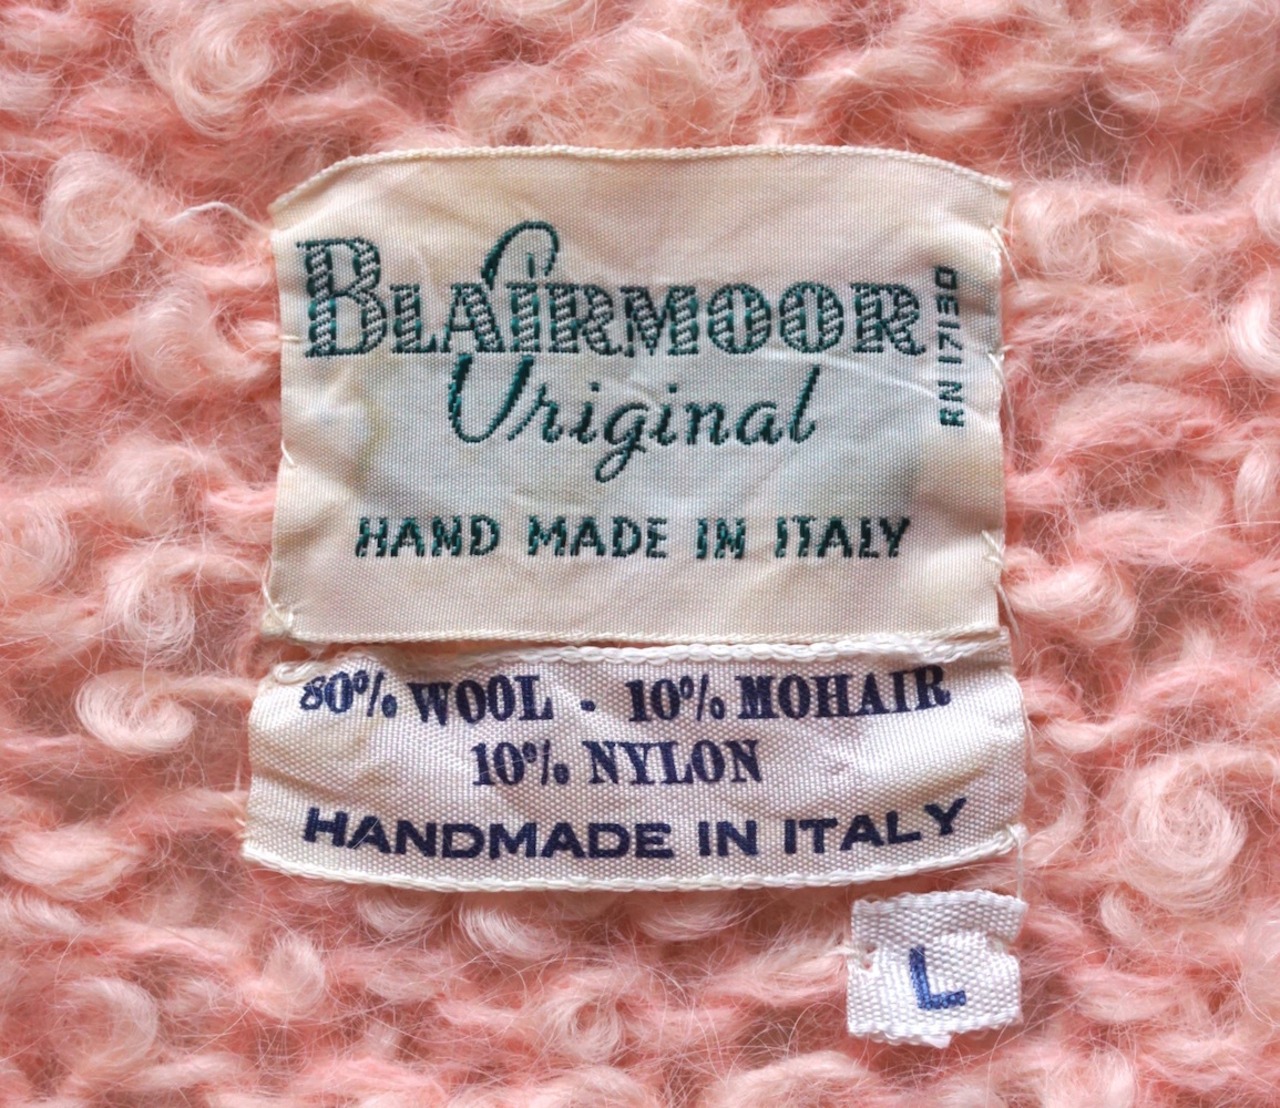 BLAIRMOOR
Original
RN 17130
HAND MADE IN ITALY
80% WOOL - 10% MOHAIR
10% NYLON
HANDMADE IN ITALY
L